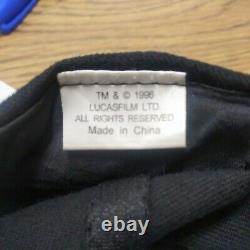 TM & © 1996
LUCASFILM LTD.
ALL RIGHTS RESERVED
Made in China